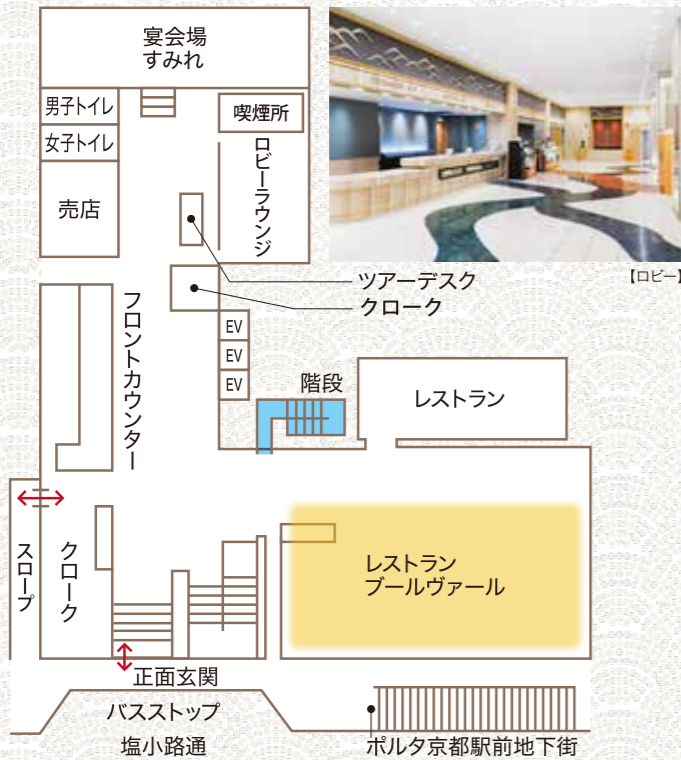 宴会場
すみれ
男子トイレ
喫煙所
女子トイレ
ロビーラウンジ
売店
【ロビー】
ツアーデスク
クローク
フロントカウンター
EV
EV
EV
階段
レストラン
スロープ
クローク
レストラン
ブールヴァール
正面玄関
バスストップ
塩小路通
ポルタ京都駅前地下街